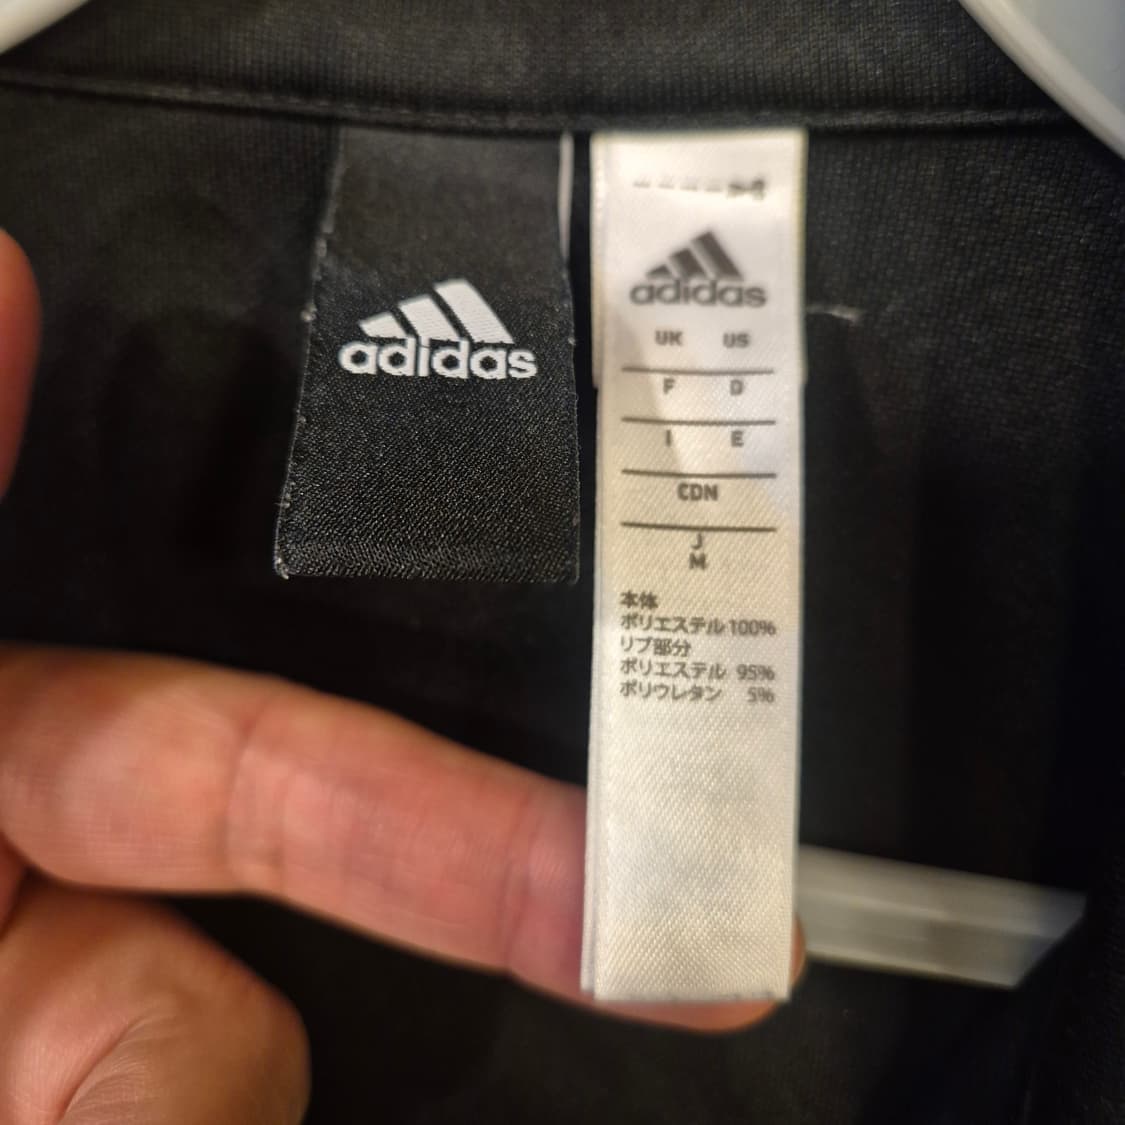 adidas
adidas
UK US
F D
I E
CDN
J
M
本体
ポリエステル 100%
リブ部分
ポリエステル 95%
ポリウレタン 5%